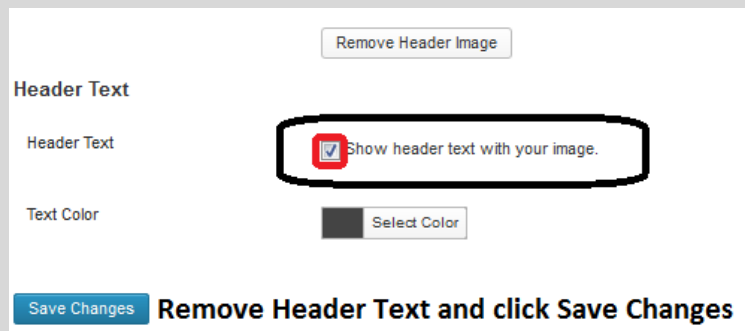 Remove Header Image
Header Text
Header Text Show header text with your image.
Text Color Select Color
Save Changes Remove Header Text and click Save Changes